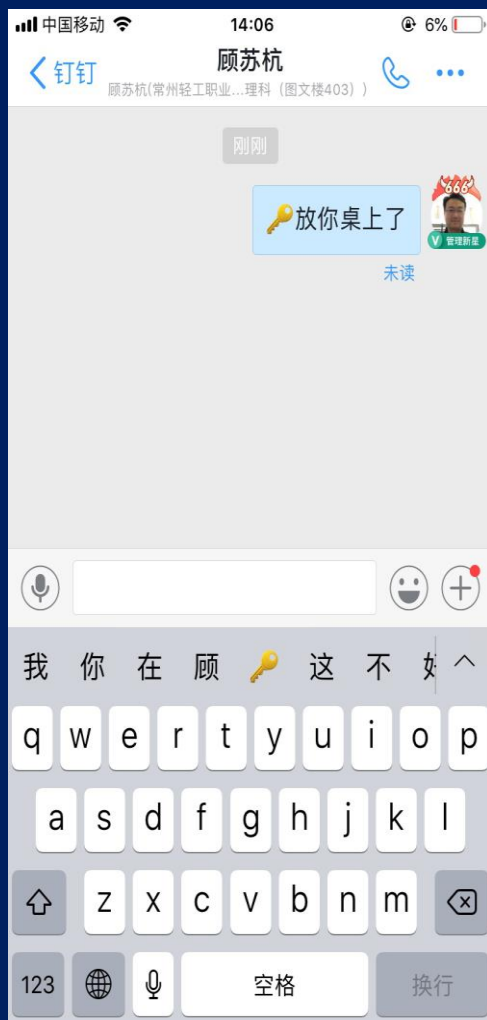 中国移动 14:06 6%
钉钉 顾苏杭
顾苏杭(常州轻工职业...理科（图文楼403）)
刚刚
666
🔑放你桌上了
V 管理新星
未读
我 你 在 顾 🔑 这 不 好
q w e r t y u i o p
a s d f g h j k l
z x c v b n m
123 空格 换行